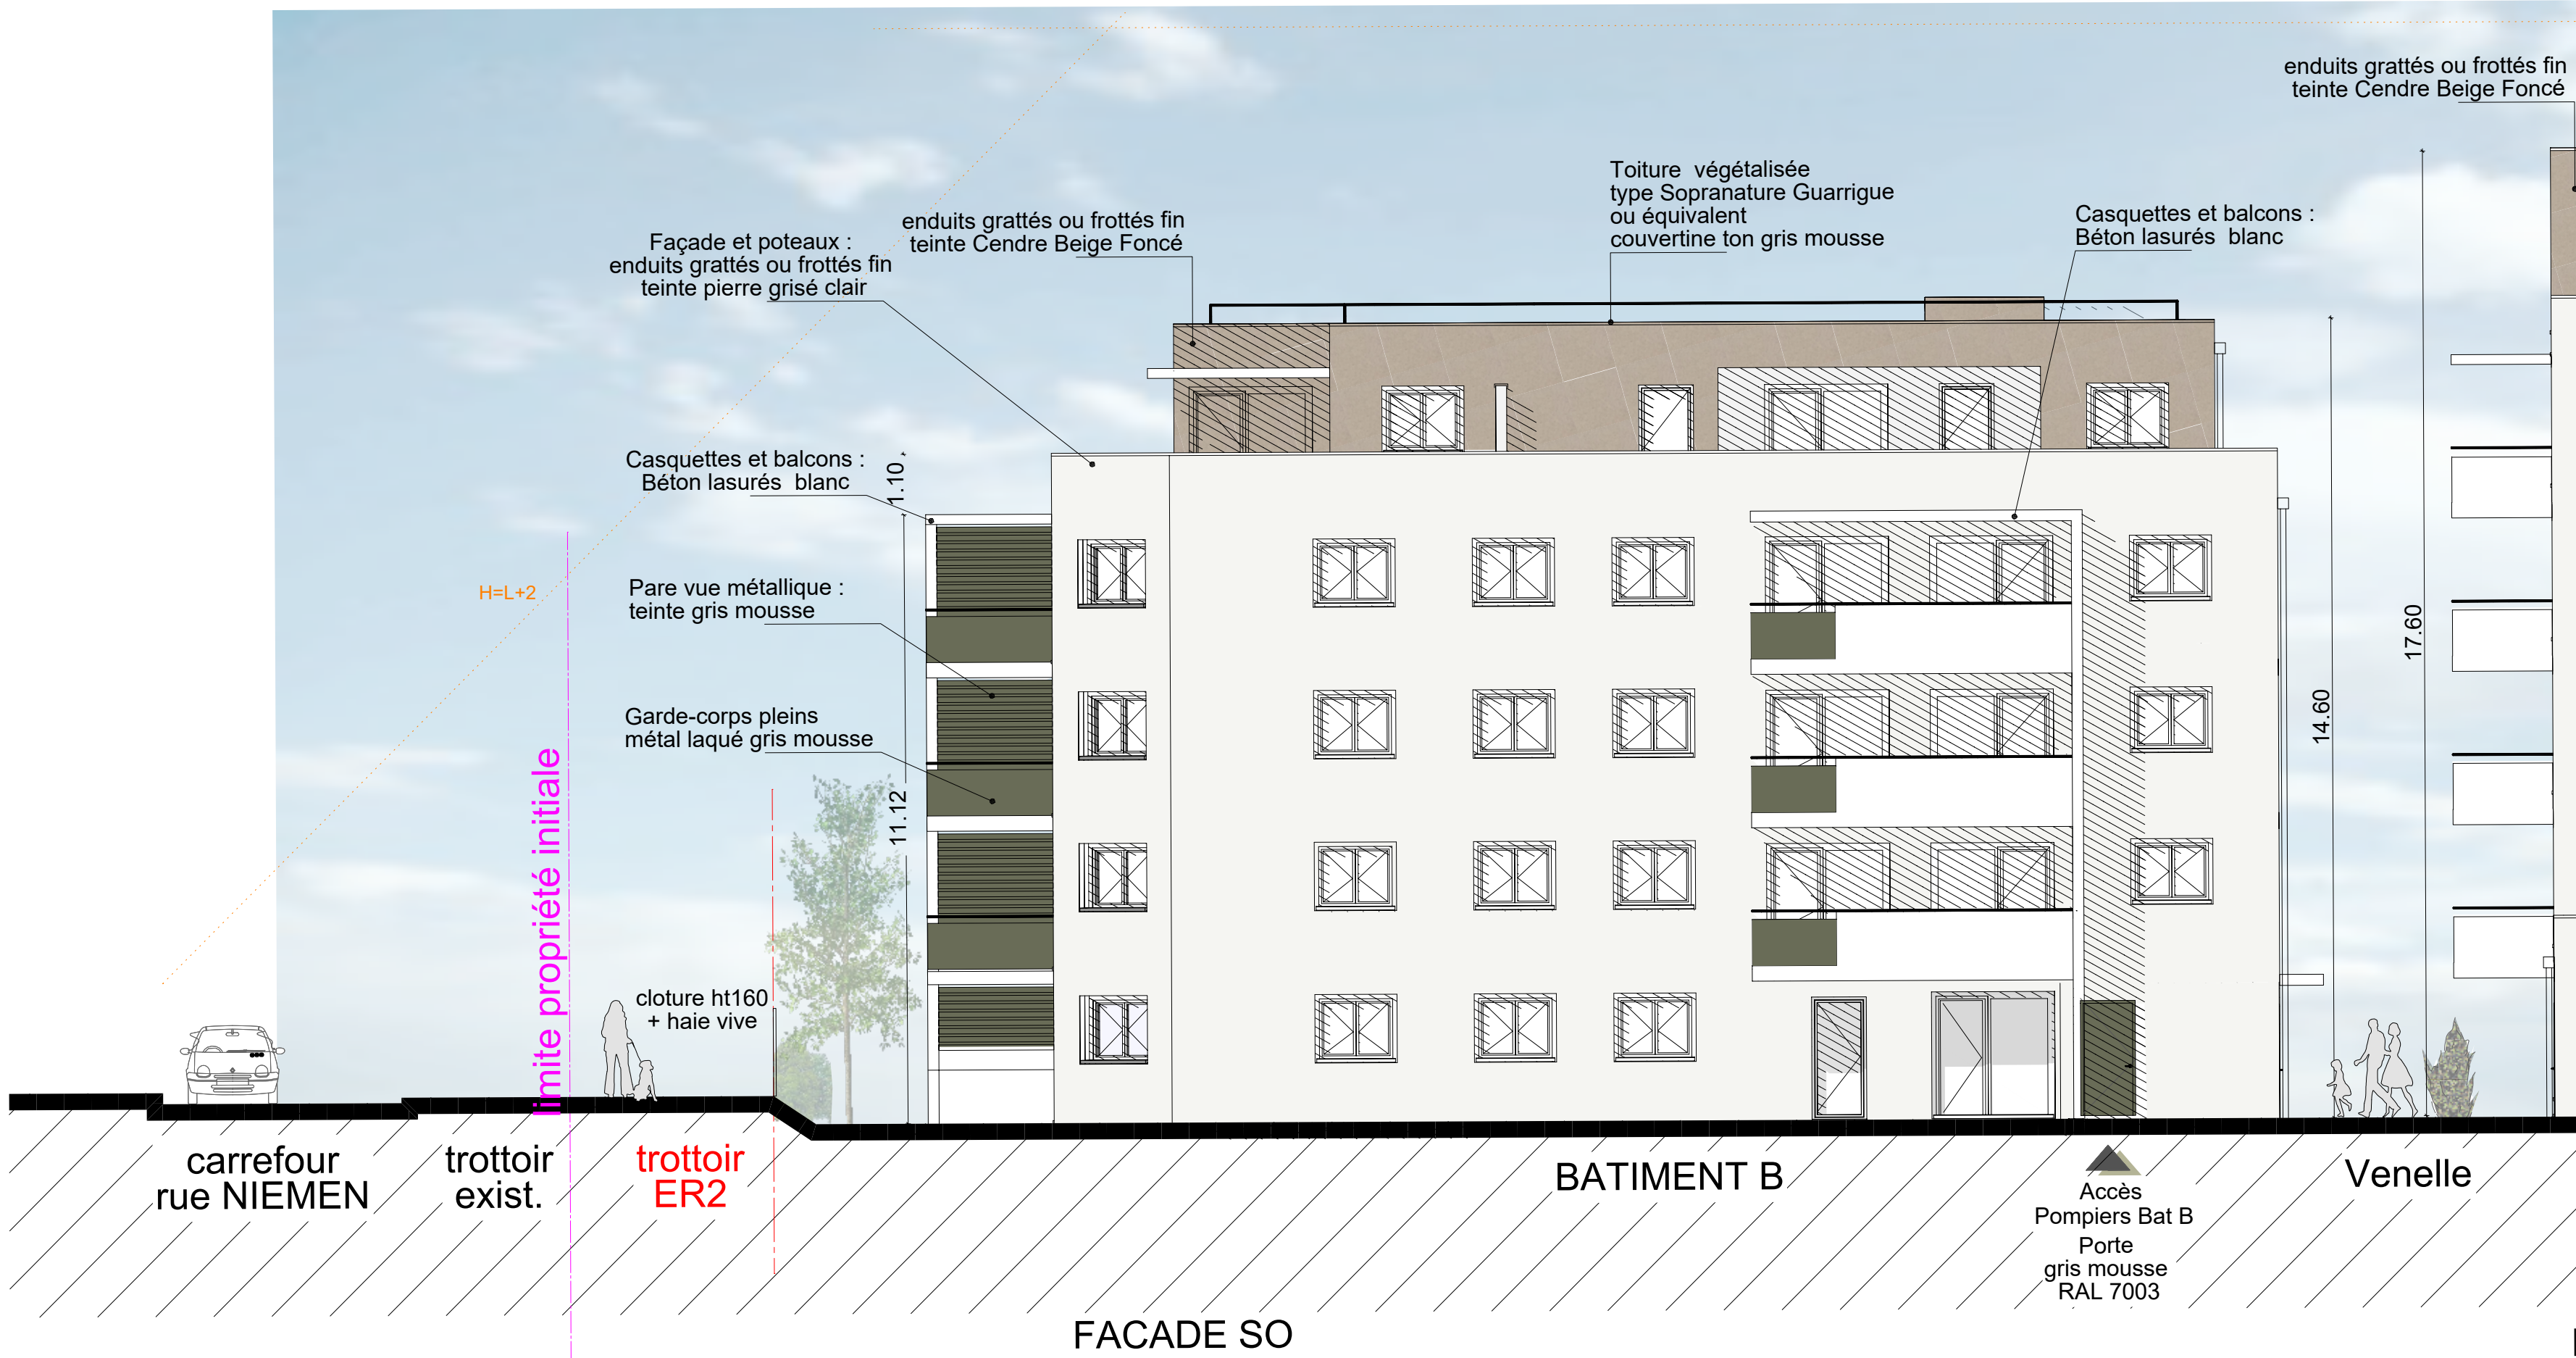 enduits grattés ou frottés fin
teinte Cendre Beige Foncé
Toiture végétalisée
type Sopranature Guarrigue
ou équivalent
couvertine ton gris mousse
Casquettes et balcons :
Béton lasurés blanc
enduits grattés ou frottés fin
teinte Cendre Beige Foncé
Façade et poteaux :
enduits grattés ou frottés fin
teinte pierre grisé clair
Casquettes et balcons :
Béton lasurés blanc
1.10
H=L+2
Pare vue métallique :
teinte gris mousse
17.60
14.60
Garde-corps pleins
métal laqué gris mousse
11.12
limite propriété initiale
cloture ht160
+ haie vive
carrefour
rue NIEMEN
trottoir
exist.
trottoir
ER2
BATIMENT B
Venelle
Accès
Pompiers Bat B
Porte
gris mousse
RAL 7003
FACADE SO